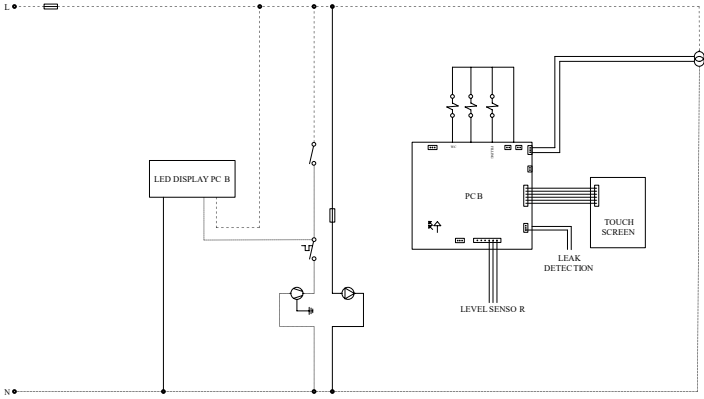 L
LED DISPLAY PC B
PC B
TOUCH
SCREEN
LEAK
DETECTION
LEVEL SENSO R
N